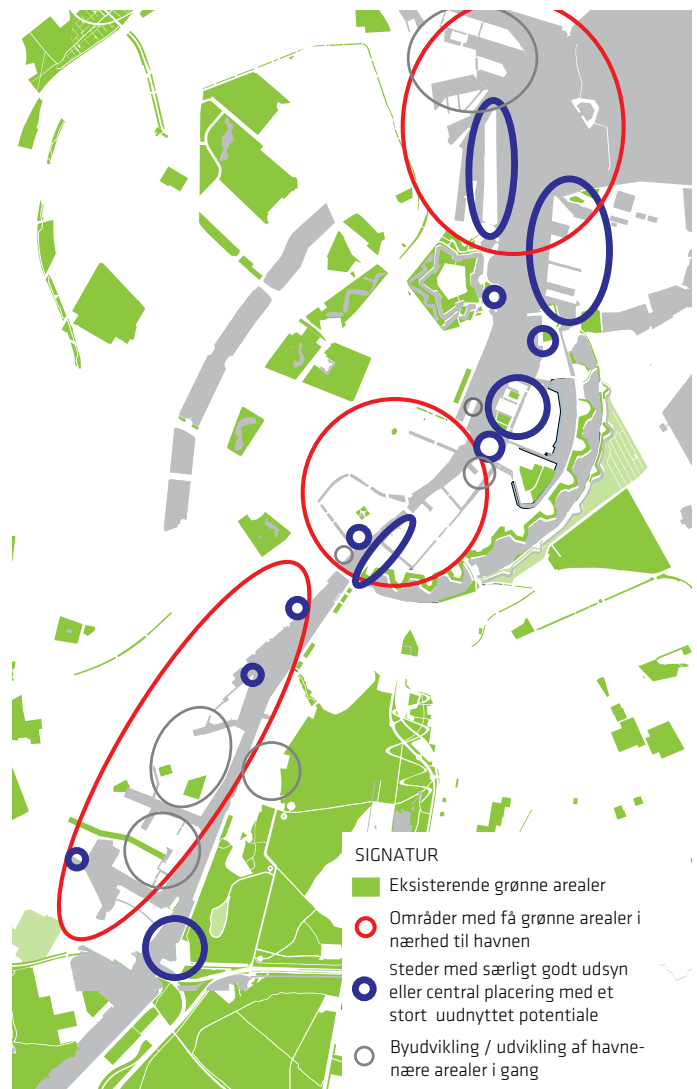 SIGNATUR
Eksisterende grønne arealer
Områder med få grønne arealer i
nærhed til havnen
Steder med særligt godt udsyn
eller central placering med et
stort uudnyttet potentiale
Byudvikling / udvikling af havne-
nære arealer i gang